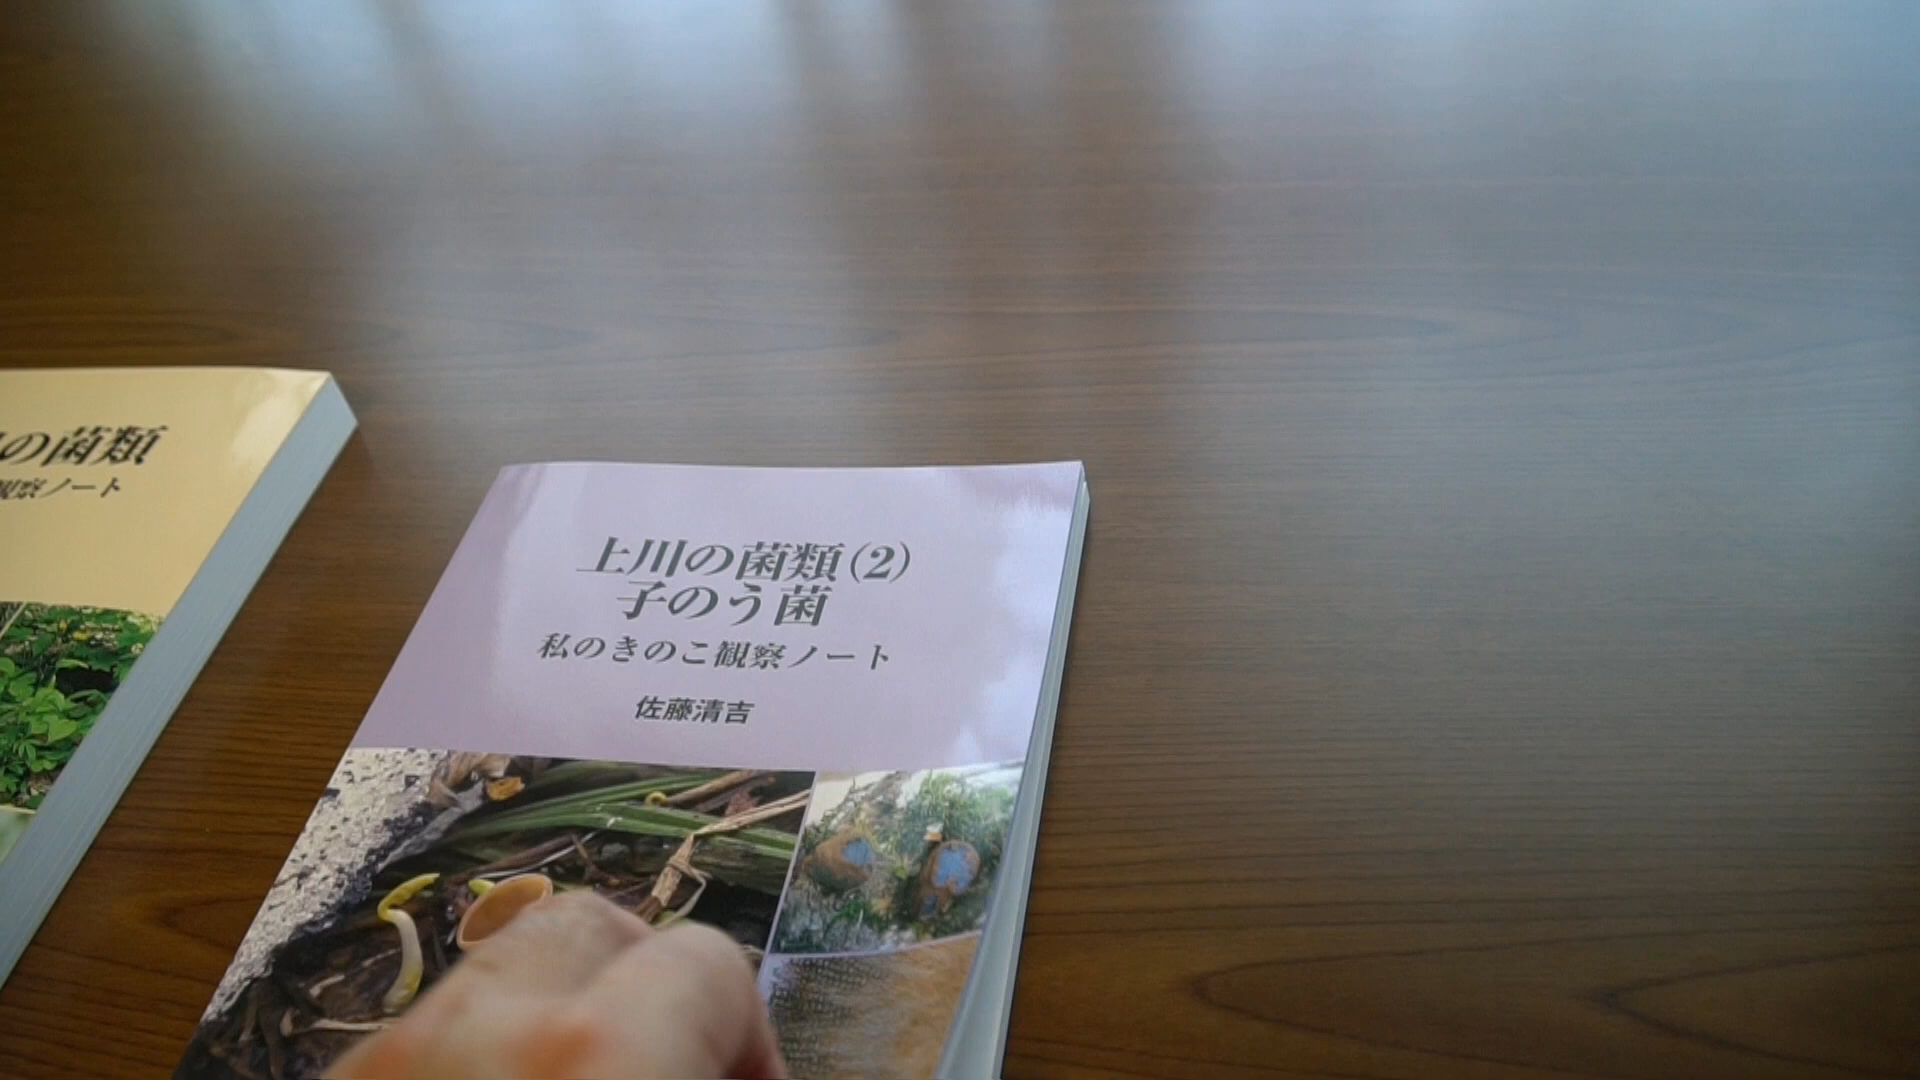 の菌類
観察ノート
上川の菌類(2)
子のう菌
私のきのこ観察ノート
佐藤清吉